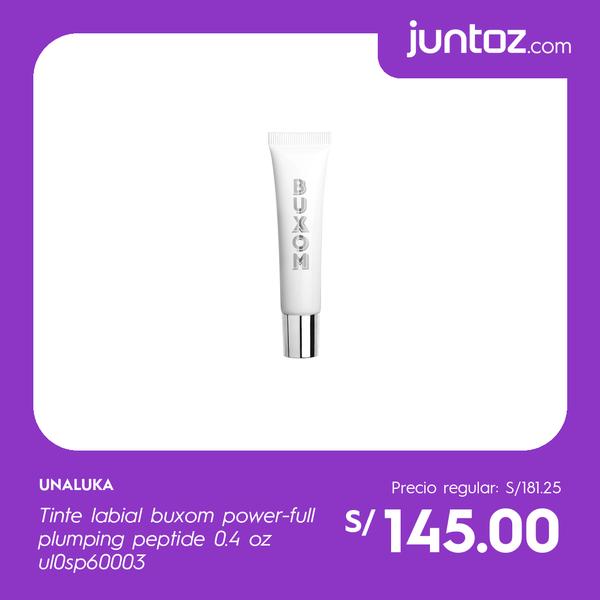 juntoz.com
BUXOM
UNALUKA
Tinte labial buxom power-full
plumping peptide 0.4 oz
ul0sp60003
Precio regular: S/181.25
S/145.00